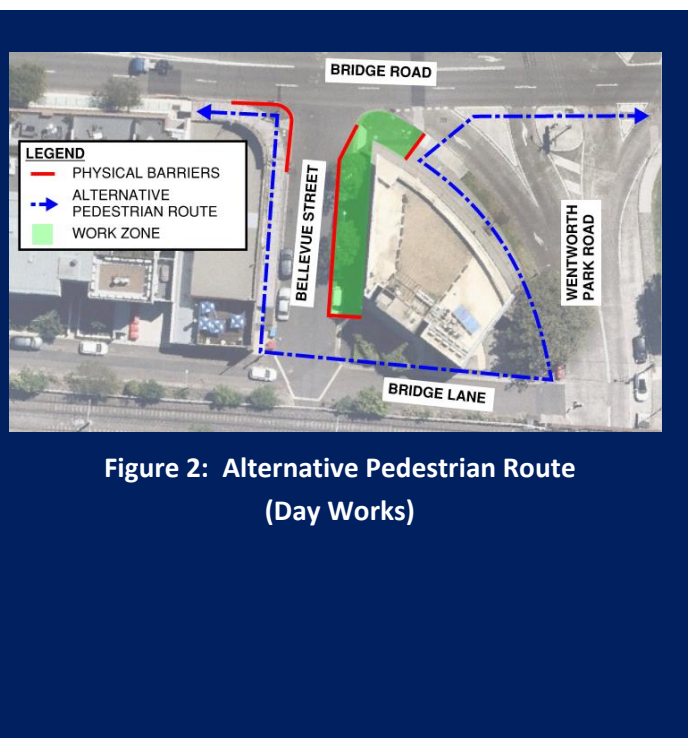 BRIDGE ROAD
LEGEND
PHYSICAL BARRIERS
ALTERNATIVE
PEDESTRIAN ROUTE
WORK ZONE
BELLEVUE STREET
WENTWORTH
PARK ROAD
BRIDGE LANE
Figure 2:  Alternative Pedestrian Route
(Day Works)